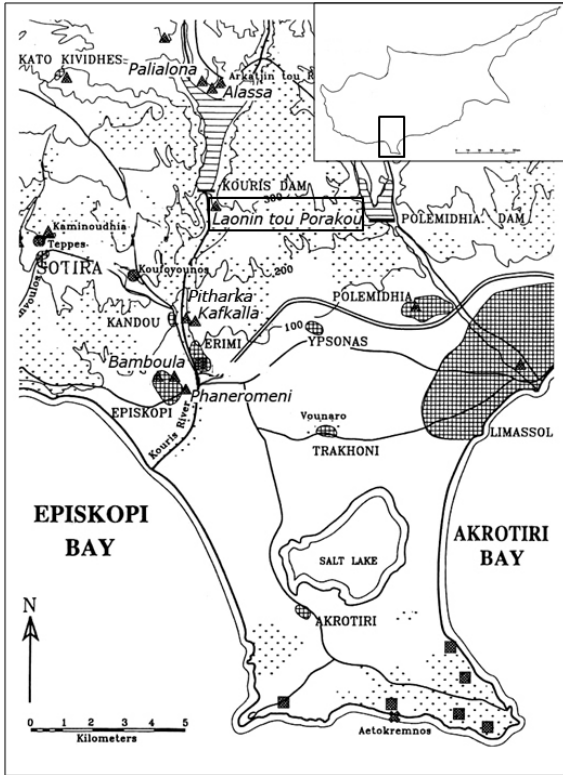 KATO KIVIDHES
Palialona
Arkatjin tou
Alassa
KOURIS DAM
300
Laonin tou Porakou
POLEMIDHIA DAM
Kaminoudhia
Teppes
SOTIRA
Koufovounos
200
Pitharka
Kafkalla
KANDOU
100
POLEMIDHIA
YPSONAS
ERIMI
Bamboula
EPISKOPI
Phaneromeni
Kouris River
Vounaro
TRAKHONI
LIMASSOL
EPISKOPI
BAY
AKROTIRI
BAY
SALT LAKE
N
AKROTIRI
0 1 2 3 4 5
Kilometers
Aetokremnos